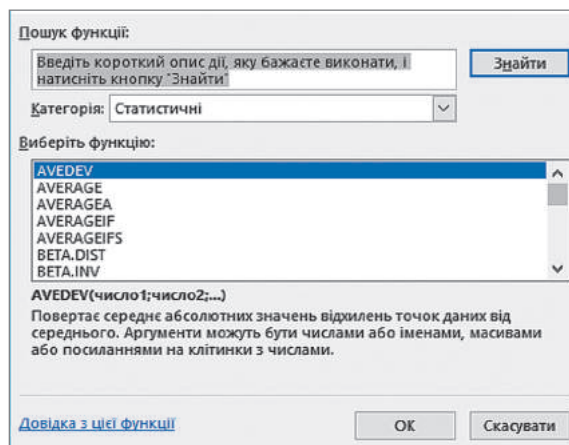 Пошук функції:
Введіть короткий опис дії, яку бажаєте виконати, і
натисніть кнопку "Знайти"
Знайти
Категорія: Статистичні
Виберіть функцію:
AVEDEV
AVERAGE
AVERAGEA
AVERAGEIF
AVERAGEIFS
BETA.DIST
BETA.INV
AVEDEV(число1;число2;...)
Повертає середнє абсолютних значень відхилень точок даних від
середнього. Аргументи можуть бути числами або іменами, масивами
або посиланнями на клітинки з числами.
Довідка з цієї функції
ОК
Скасувати